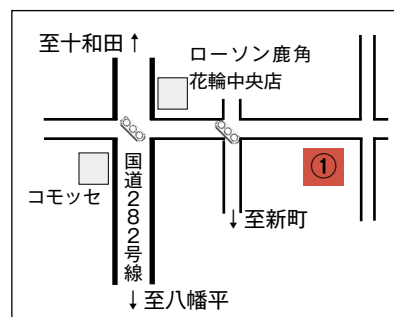 至十和田↑
ローソン鹿角
花輪中央店
①
コモッセ
国道282号線
↓至新町
↓至八幡平